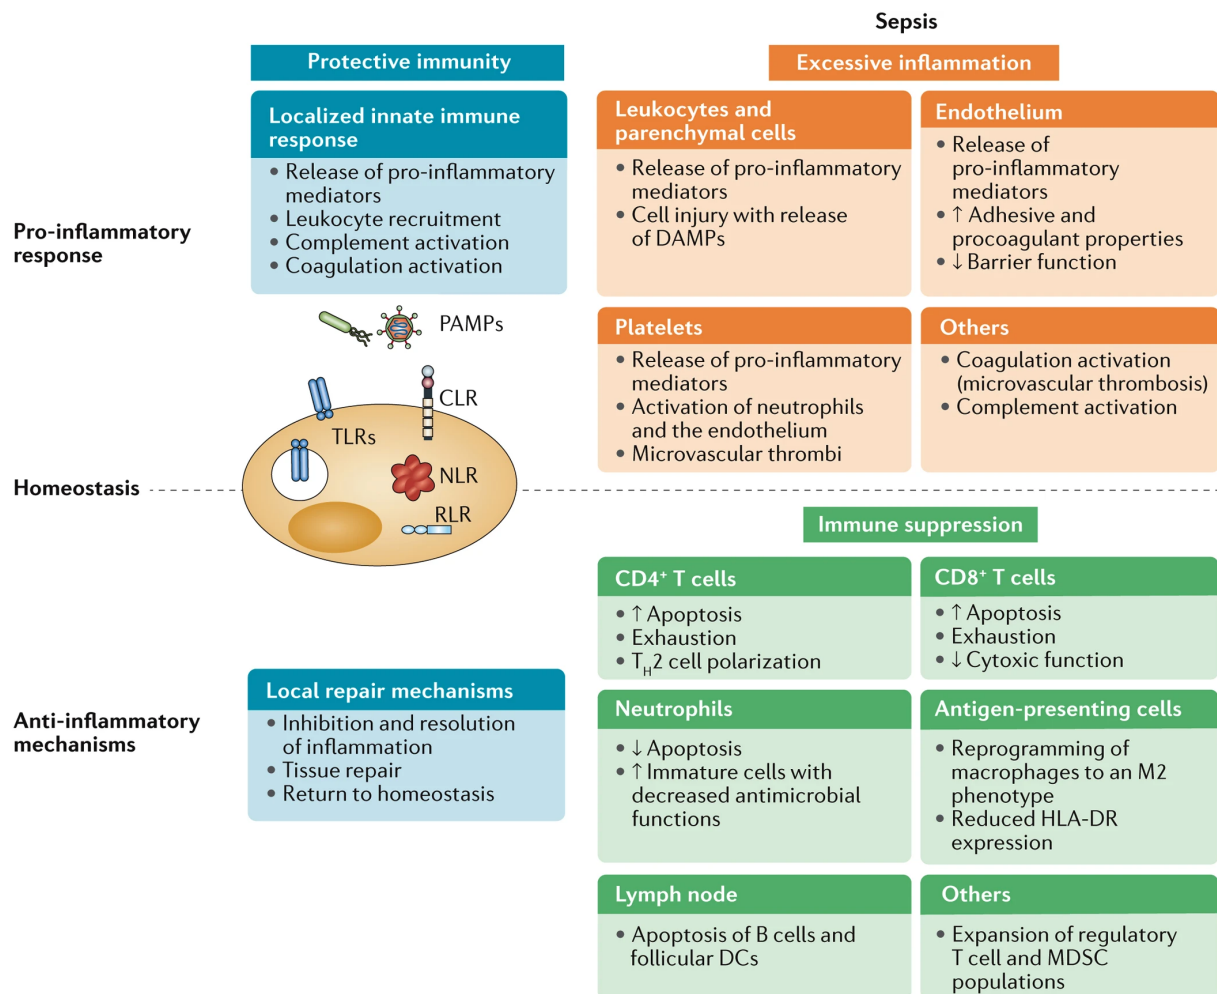 Sepsis
Protective immunity
Excessive inflammation
Pro-inflammatory
response
Localized innate immune
response
• Release of pro-inflammatory
mediators
• Leukocyte recruitment
• Complement activation
• Coagulation activation
Leukocytes and
parenchymal cells
• Release of pro-inflammatory
mediators
• Cell injury with release
of DAMPs
Endothelium
• Release of
pro-inflammatory
mediators
• ↑ Adhesive and
procoagulant properties
• ↓ Barrier function
PAMPs
CLR
TLRs
NLR
RLR
Platelets
• Release of pro-inflammatory
mediators
• Activation of neutrophils
and the endothelium
• Microvascular thrombi
Others
• Coagulation activation
(microvascular thrombosis)
• Complement activation
Homeostasis
Immune suppression
Anti-inflammatory
mechanisms
Local repair mechanisms
• Inhibition and resolution
of inflammation
• Tissue repair
• Return to homeostasis
CD4⁺ T cells
• ↑ Apoptosis
• Exhaustion
• T<sub>H</sub>2 cell polarization
CD8⁺ T cells
• ↑ Apoptosis
• Exhaustion
• ↓ Cytoxic function
Neutrophils
• ↓ Apoptosis
• ↑ Immature cells with
decreased antimicrobial
functions
Antigen-presenting cells
• Reprogramming of
macrophages to an M2
phenotype
• Reduced HLA-DR
expression
Lymph node
• Apoptosis of B cells and
follicular DCs
Others
• Expansion of regulatory
T cell and MDSC
populations